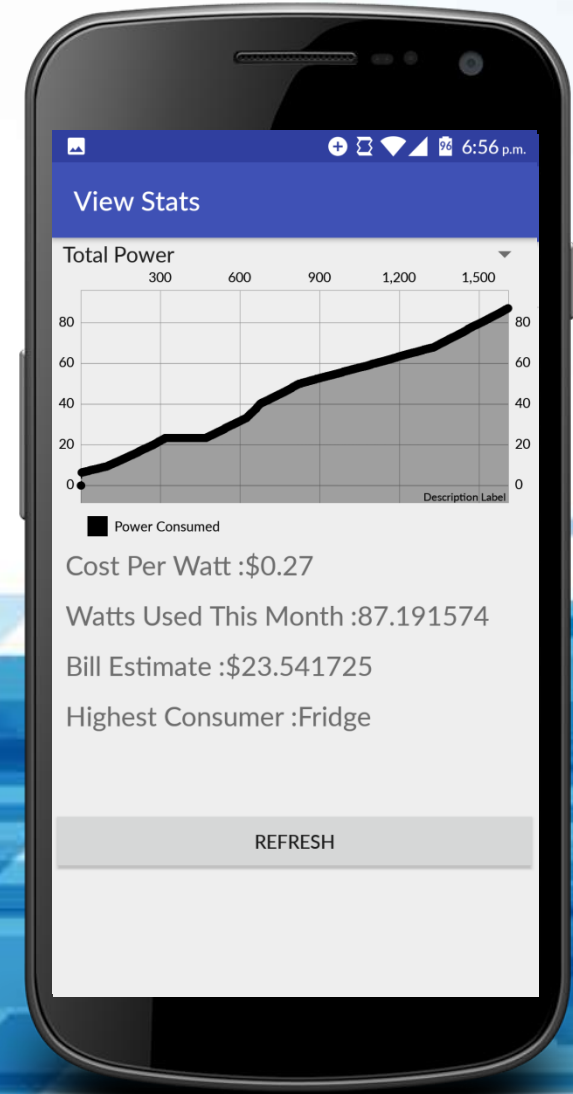 96 6:56 p.m.
View Stats
Total Power
300 600 900 1,200 1,500
80 80
60 60
40 40
20 20
0 0
Description Label
Power Consumed
Cost Per Watt :$0.27
Watts Used This Month :87.191574
Bill Estimate :$23.541725
Highest Consumer :Fridge
REFRESH